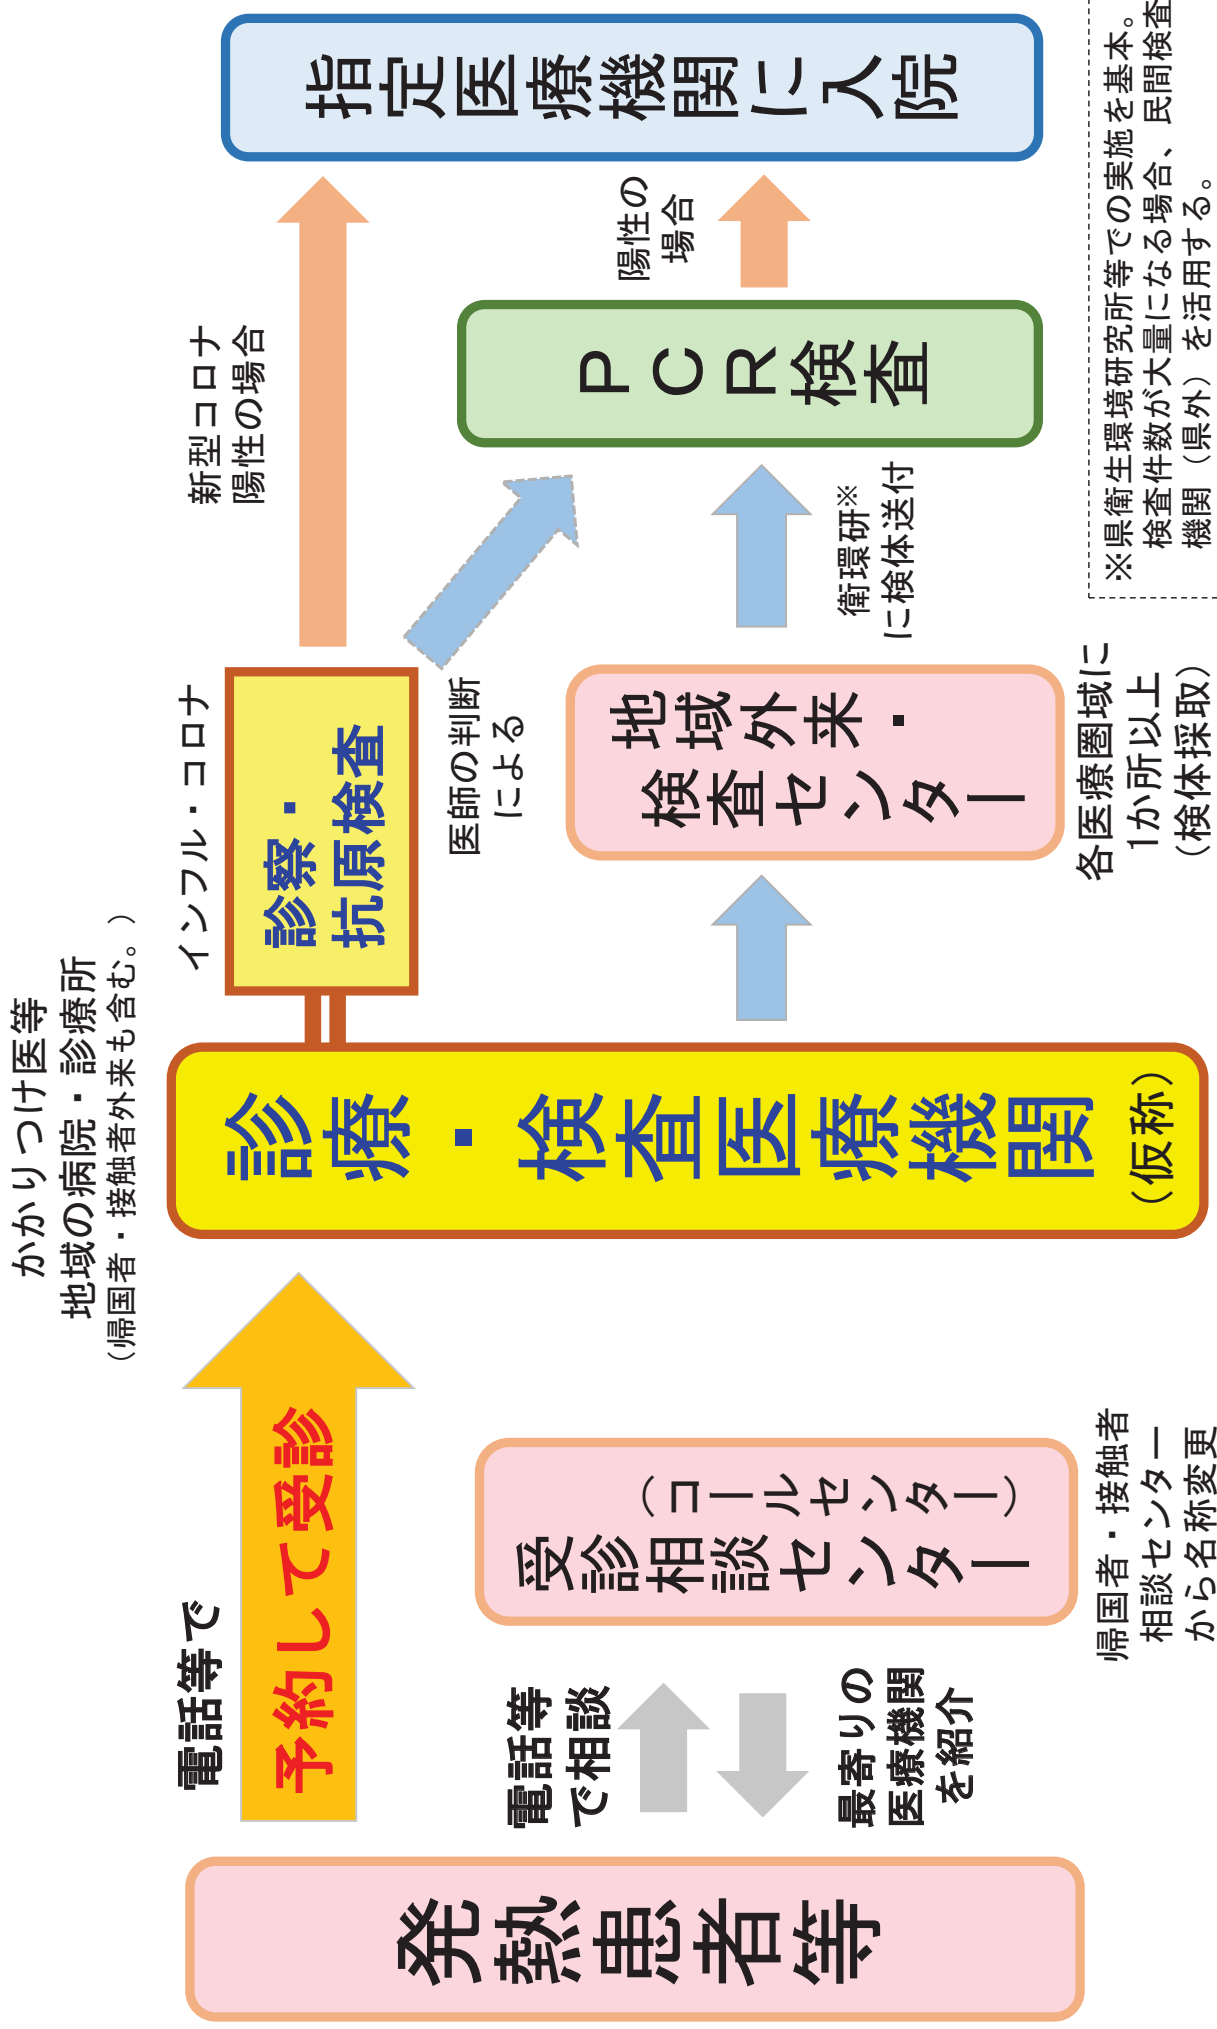 発熱患者等
電話等で
予約して受診
電話等
で相談
最寄りの
医療機関
を紹介
(コールセンター)
受診相談センター
帰国者・接触者
相談センター
から名称変更
かかりつけ医等
地域の病院・診療所
(帰国者・接触者外来も含む。)
診療・検査医療機関
(仮称)
インフル・コロナ
診察・
抗原検査
医師の判断
による
地域外来・
検査センター
各医療圏域に
1か所以上
(検体採取)
新型コロナ
陽性の場合
衛環研※
に検体送付
PCR検査
陽性の
場合
指定医療機関に入院
※県衛生環境研究所等での実施を基本。
検査件数が大量になる場合、民間検査
機関(県外)を活用する。